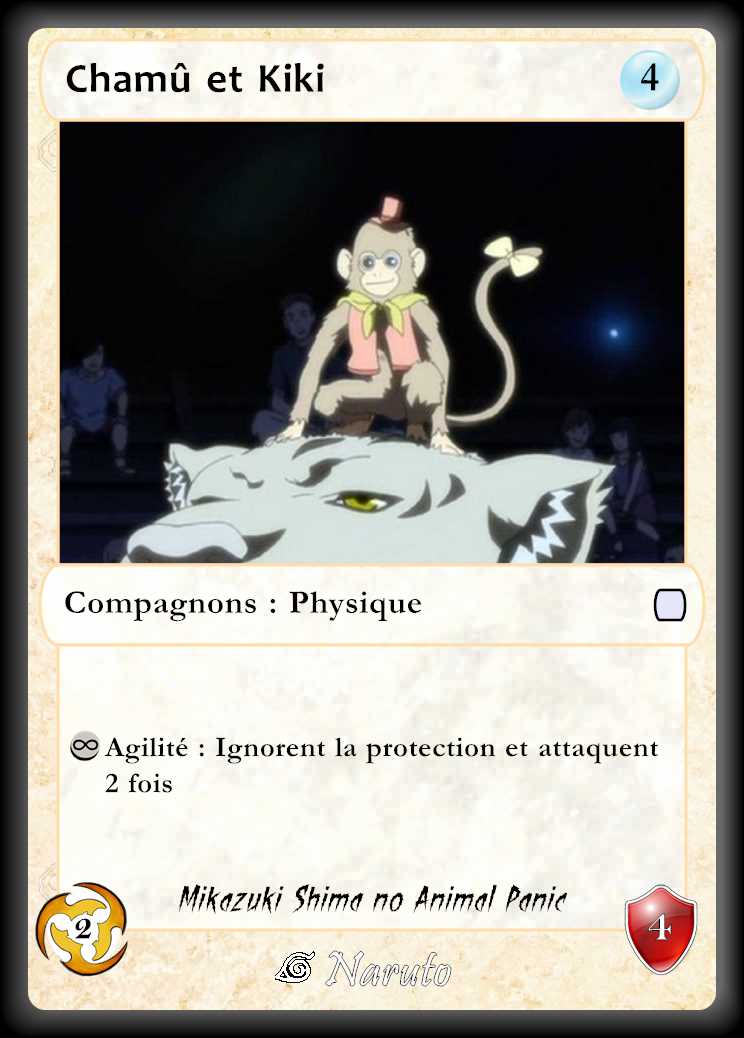 Chamû et Kiki
4
Compagnons : Physique
∞ Agilité : Ignorent la protection et attaquent
2 fois
Mikazuki Shima no Animal Panic
2
4
Naruto